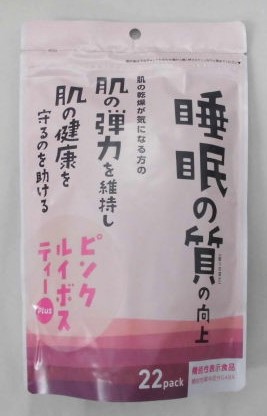 睡眠の質の向上
肌の乾燥が気になる方の
肌の弾力を維持し
肌の健康を
守るのを助ける
ピンク
ルイボス
ティー PLUS
機能性表示食品
22pack